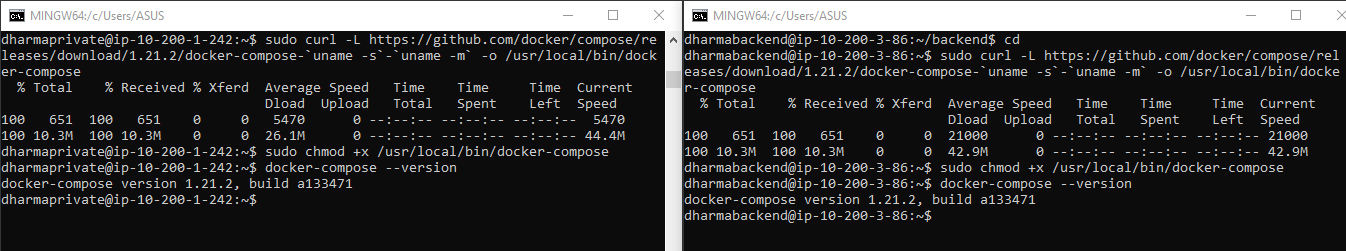 MINGW64:/c/Users/ASUS
dharmaprivate@ip-10-200-1-242:~$ sudo curl -L https://github.com/docker/compose/re
leases/download/1.21.2/docker-compose-`uname -s`-`uname -m` -o /usr/local/bin/dock
er-compose
  % Total    % Received % Xferd  Average Speed   Time    Time     Time  Current
                                 Dload  Upload   Total   Spent    Left  Speed
100   651  100   651    0     0   5470      0 --:--:-- --:--:-- --:--:--  5470
100 10.3M  100 10.3M    0     0  26.1M      0 --:--:-- --:--:-- --:--:-- 44.4M
dharmaprivate@ip-10-200-1-242:~$ sudo chmod +x /usr/local/bin/docker-compose
dharmaprivate@ip-10-200-1-242:~$ docker-compose --version
docker-compose version 1.21.2, build a133471
dharmaprivate@ip-10-200-1-242:~$
MINGW64:/c/Users/ASUS
dharmabackend@ip-10-200-3-86:~/backend$ cd
dharmabackend@ip-10-200-3-86:~$ sudo curl -L https://github.com/docker/compose/rel
eases/download/1.21.2/docker-compose-`uname -s`-`uname -m` -o /usr/local/bin/docke
r-compose
  % Total    % Received % Xferd  Average Speed   Time    Time     Time  Current
                                 Dload  Upload   Total   Spent    Left  Speed
100   651  100   651    0     0  21000      0 --:--:-- --:--:-- --:--:-- 21000
100 10.3M  100 10.3M    0     0  42.9M      0 --:--:-- --:--:-- --:--:-- 42.9M
dharmabackend@ip-10-200-3-86:~$ sudo chmod +x /usr/local/bin/docker-compose
dharmabackend@ip-10-200-3-86:~$ docker-compose --version
docker-compose version 1.21.2, build a133471
dharmabackend@ip-10-200-3-86:~$